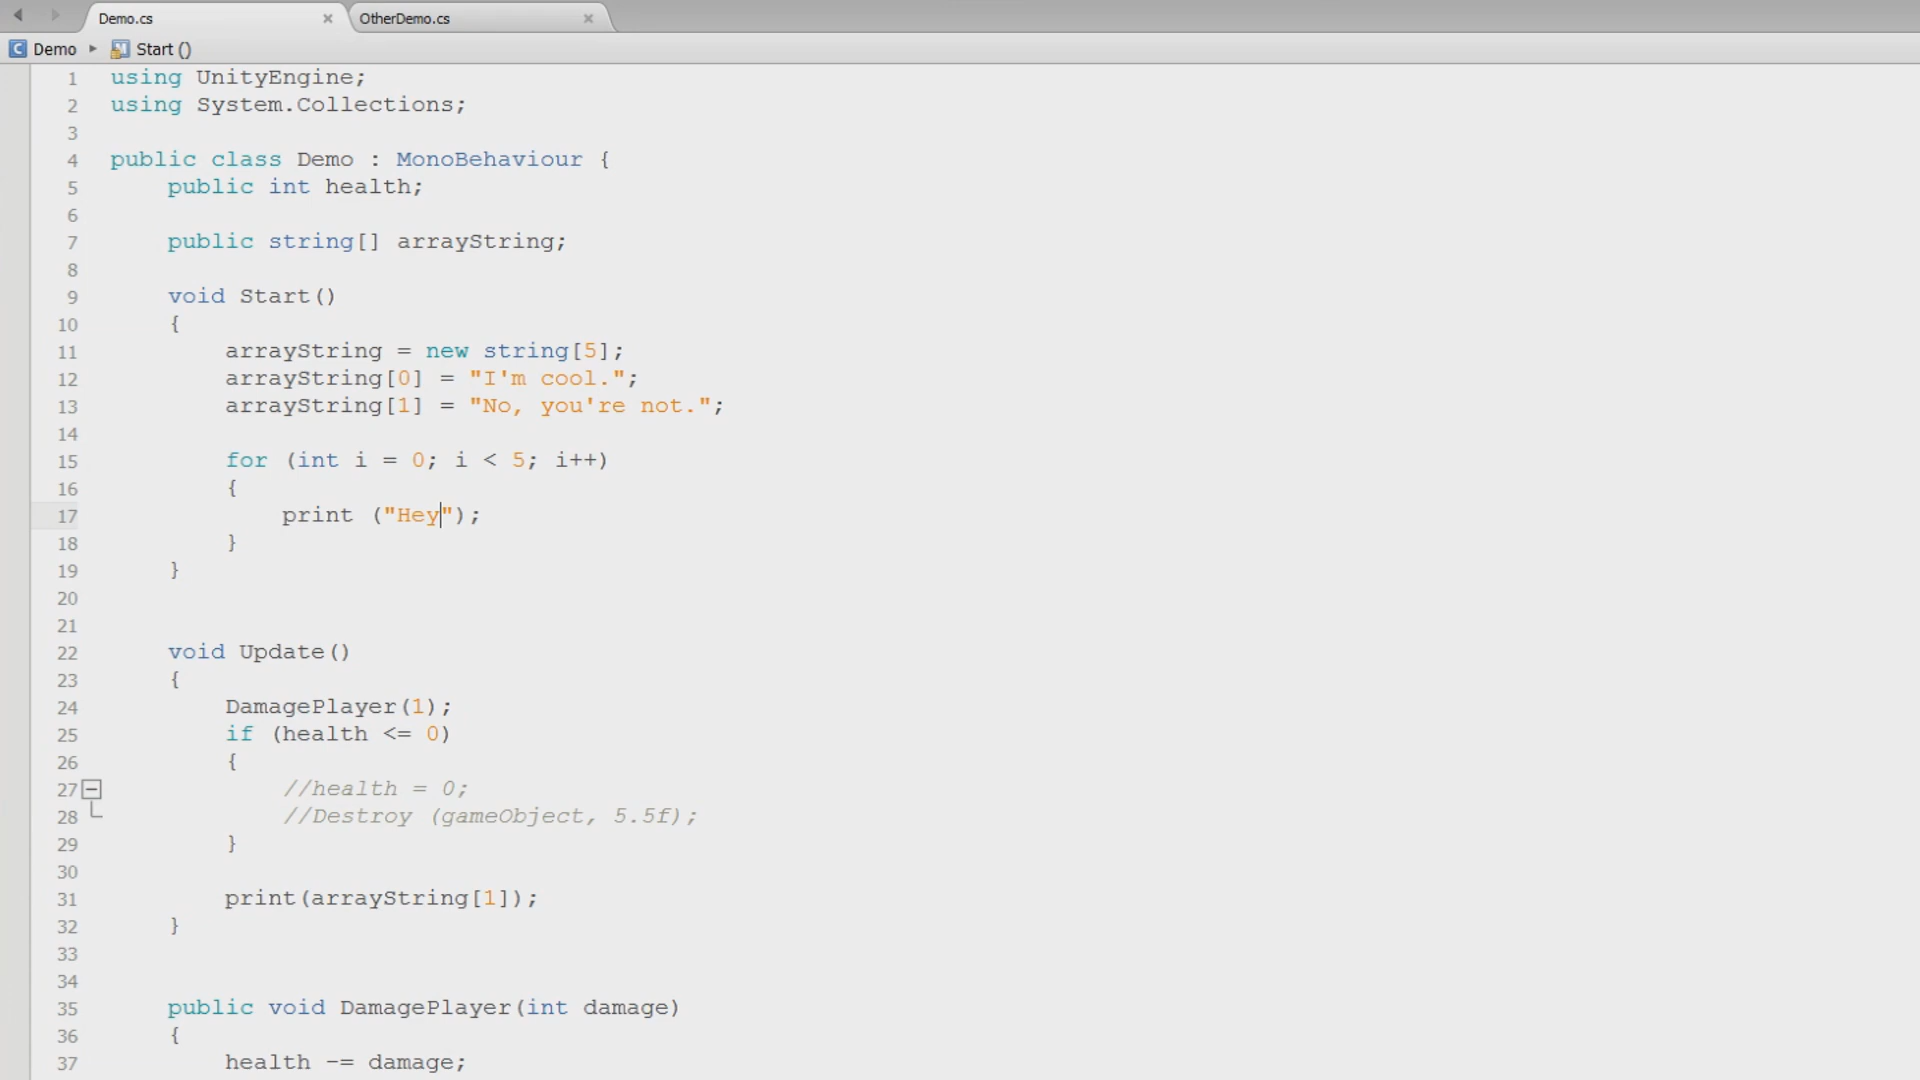 Demo.cs × OtherDemo.cs ×
C Demo ▸ Start ()
1 using UnityEngine;
2 using System.Collections;
3
4 public class Demo : MonoBehaviour {
5 public int health;
6
7 public string[] arrayString;
8
9 void Start()
10 {
11 arrayString = new string[5];
12 arrayString[0] = "I'm cool.";
13 arrayString[1] = "No, you're not.";
14
15 for (int i = 0; i < 5; i++)
16 {
17 print ("Hey");
18 }
19 }
20
21
22 void Update()
23 {
24 DamagePlayer(1);
25 if (health <= 0)
26 {
27 //health = 0;
28 //Destroy (gameObject, 5.5f);
29 }
30
31 print(arrayString[1]);
32 }
33
34
35 public void DamagePlayer(int damage)
36 {
37 health -= damage;